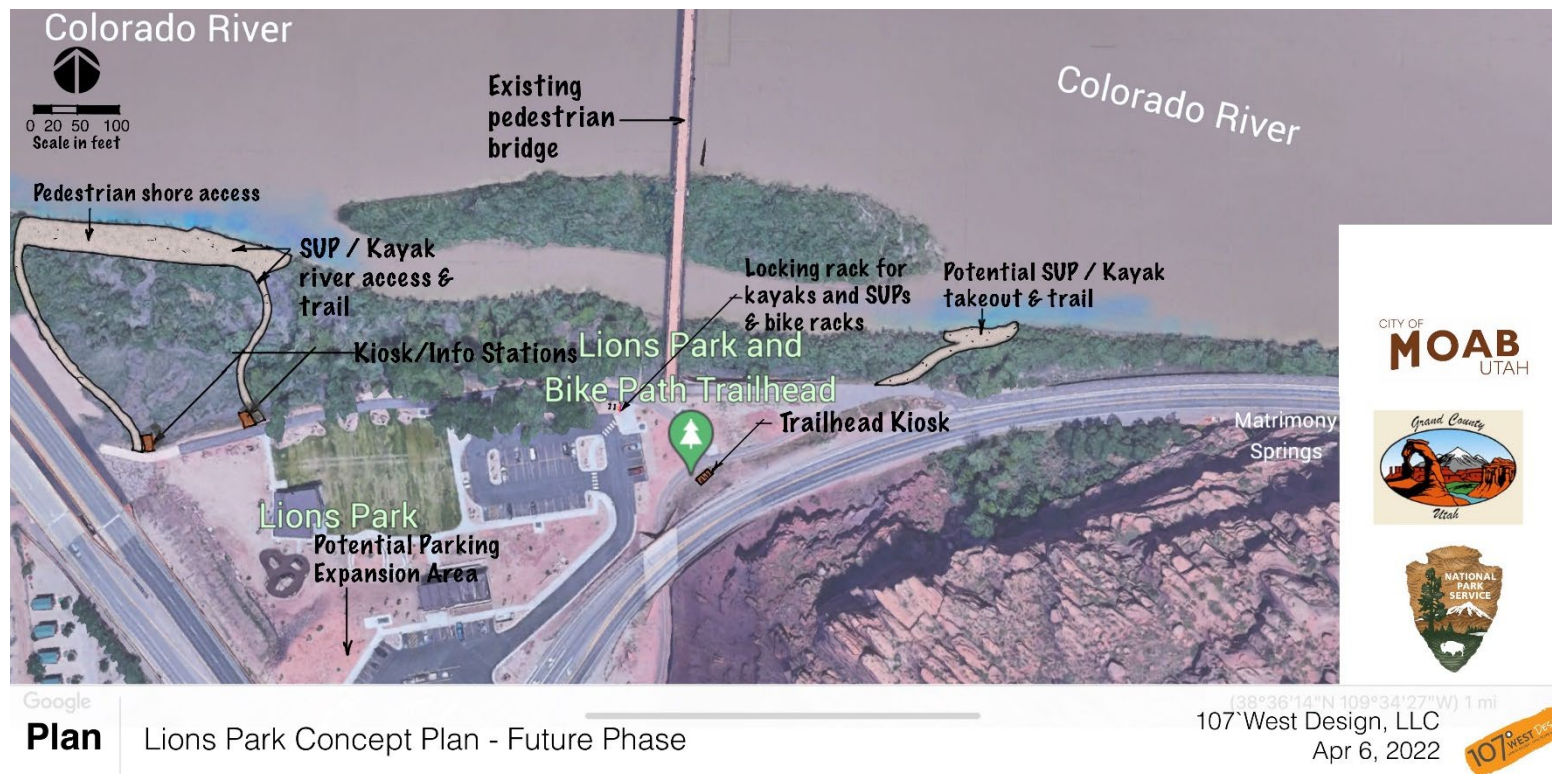 Colorado River
0 20 50 100
Scale in feet
Existing
pedestrian
bridge
Colorado River
Pedestrian shore access
SUP / Kayak
river access &
trail
Locking rack for
kayaks and SUPs
& bike racks
Potential SUP / Kayak
takeout & trail
Kiosk/Info Stations
Lions Park and
Bike Path Trailhead
Trailhead Kiosk
Matrimony
Springs
Lions Park
Potential Parking
Expansion Area
CITY OF
MOAB
UTAH
Grand County
Utah
NATIONAL
PARK
SERVICE
Google
(38°36'14"N 109°34'27"W) 1 mi
Plan
Lions Park Concept Plan - Future Phase
107`West Design, LLC
Apr 6, 2022
107° WEST